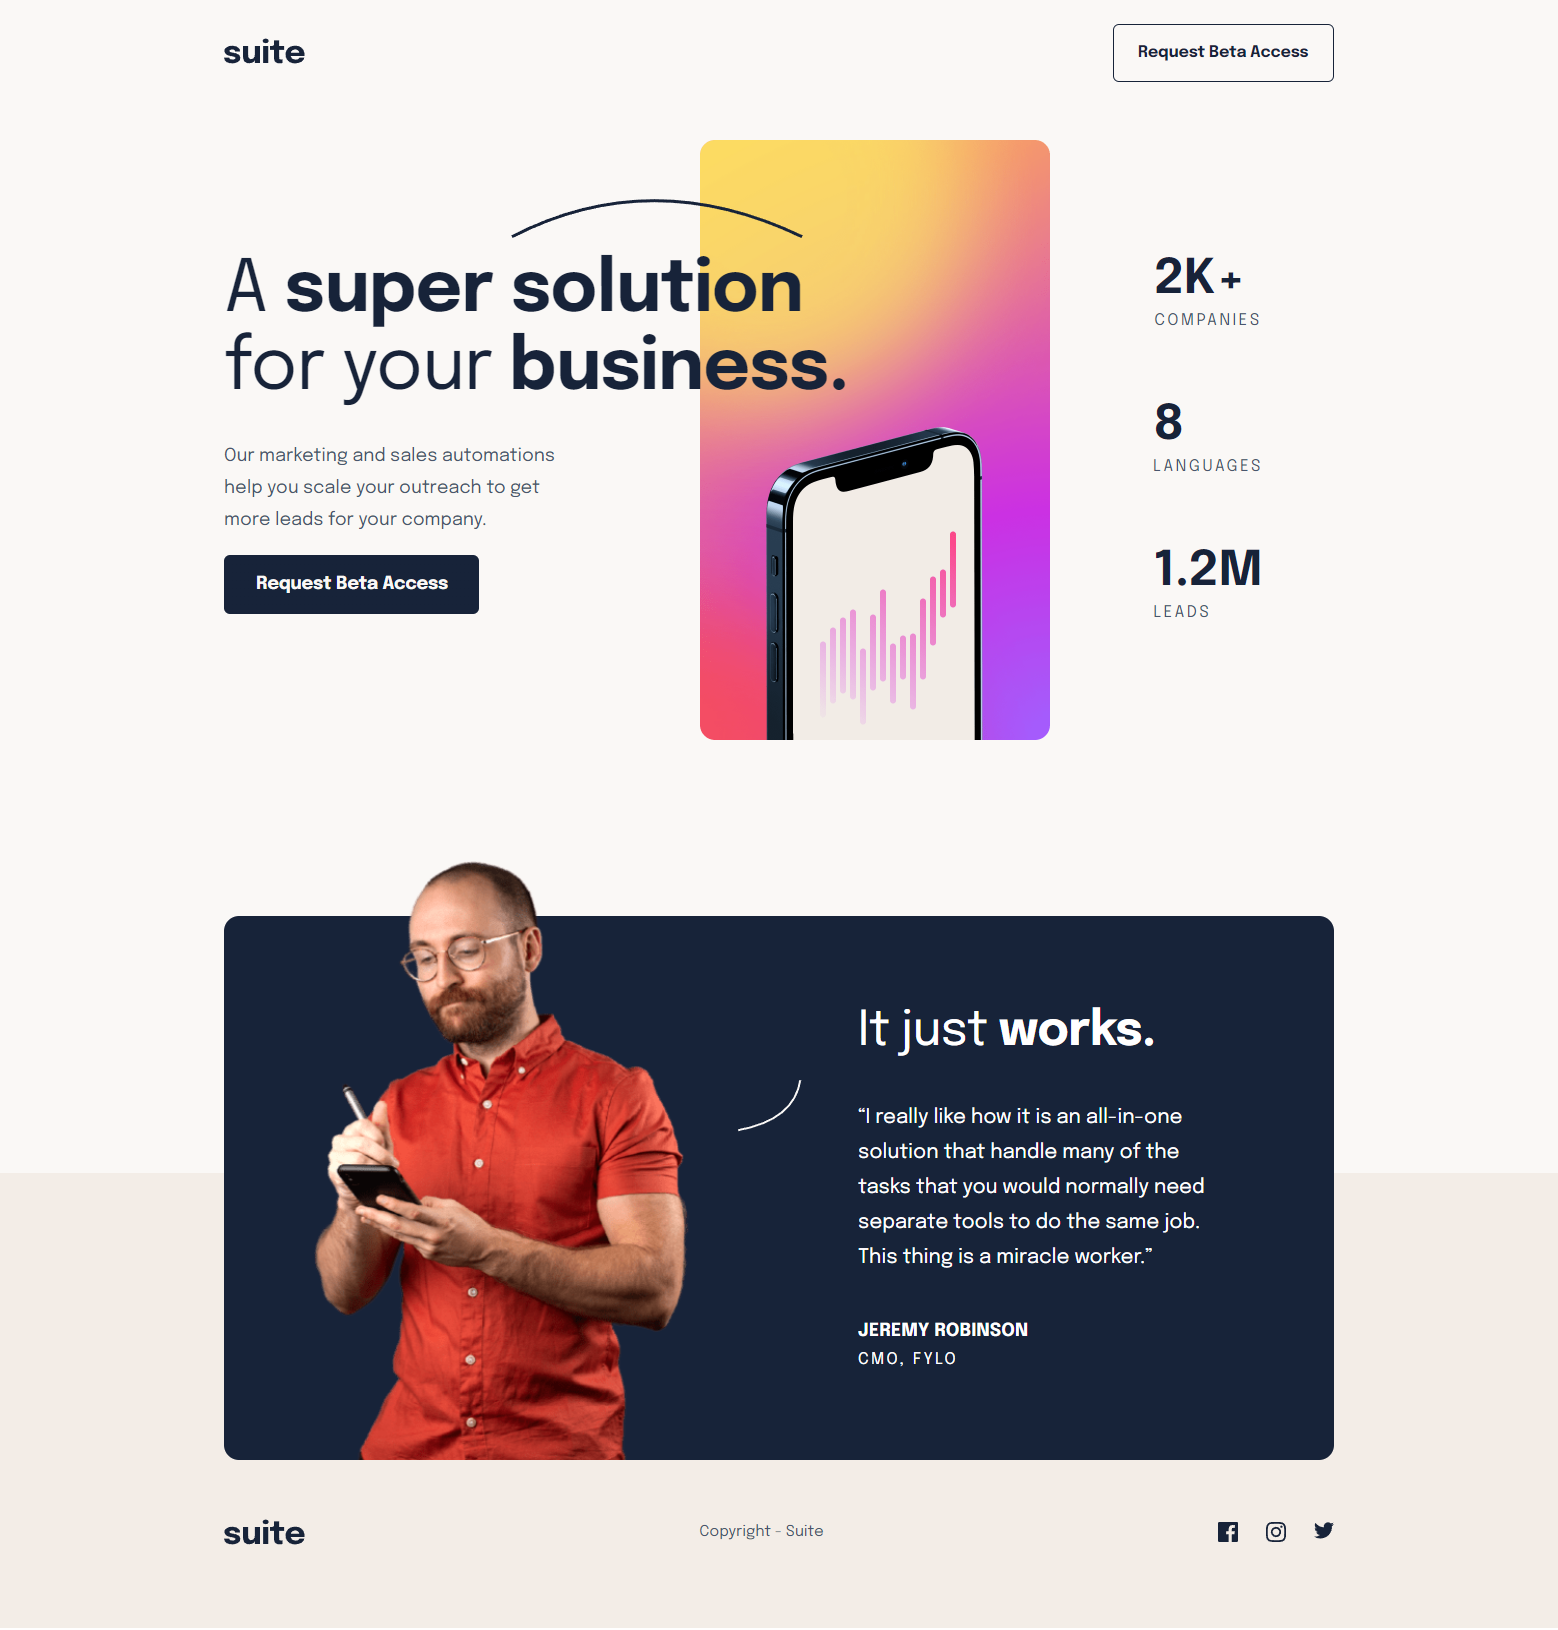 suite
Request Beta Access
A super solution
for your business.
Our marketing and sales automations
help you scale your outreach to get
more leads for your company.
Request Beta Access
2K+
COMPANIES
8
LANGUAGES
1.2M
LEADS
It just works.
“I really like how it is an all-in-one
solution that handle many of the
tasks that you would normally need
separate tools to do the same job.
This thing is a miracle worker.”
JEREMY ROBINSON
CMO, FYLO
suite
Copyright - Suite